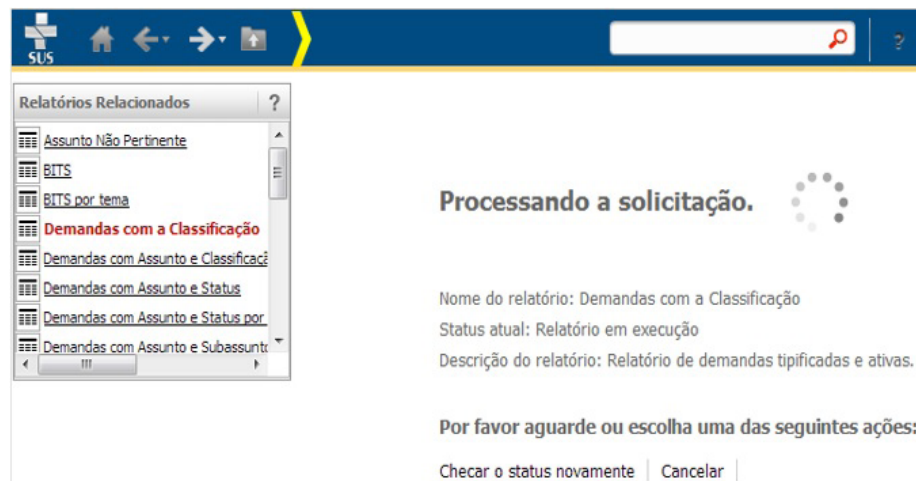 SUS
?
Relatórios Relacionados ?
Assunto Não Pertinente
BITS
BITS por tema
Demandas com a Classificação
Demandas com Assunto e Classificaçã
Demandas com Assunto e Status
Demandas com Assunto e Status por
Demandas com Assunto e Subassunto
Processando a solicitação.
Nome do relatório: Demandas com a Classificação
Status atual: Relatório em execução
Descrição do relatório: Relatório de demandas tipificadas e ativas.
Por favor aguarde ou escolha uma das seguintes ações:
Checar o status novamente Cancelar